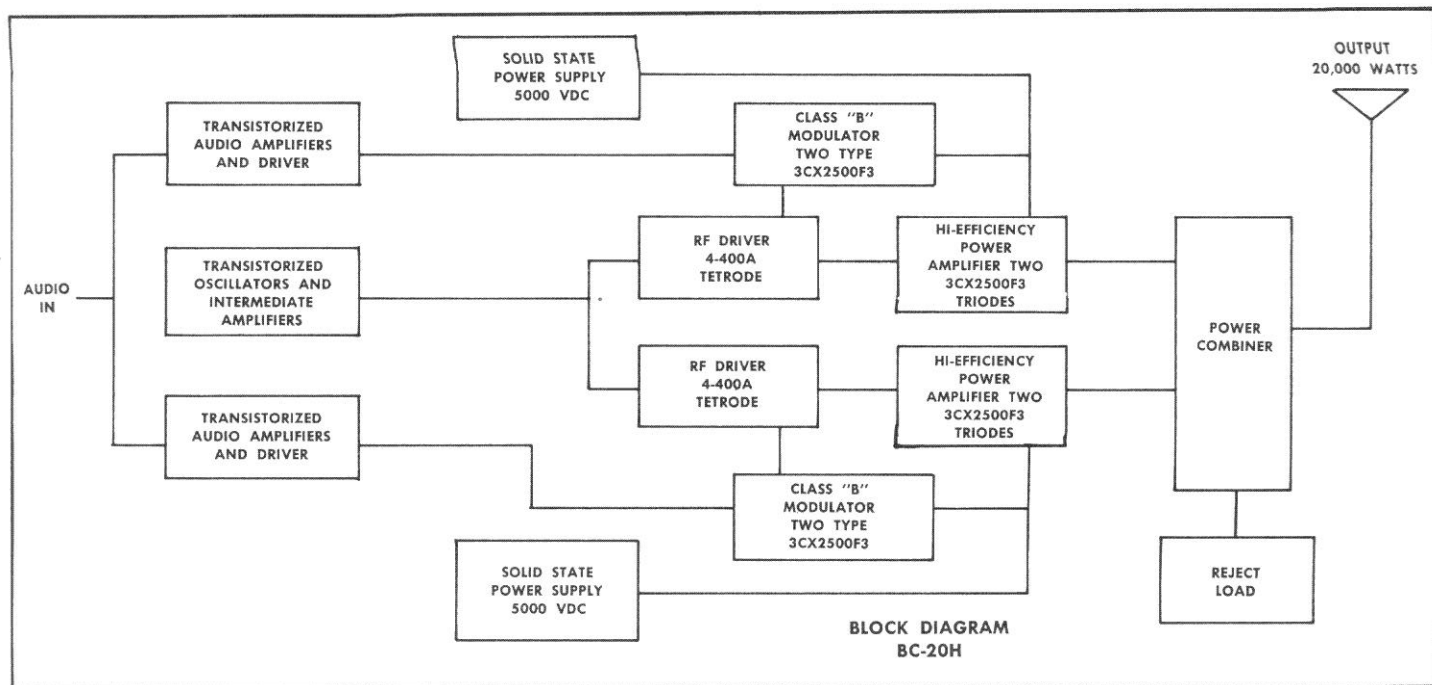 SOLID STATE
POWER SUPPLY
5000 VDC
OUTPUT
20,000 WATTS
TRANSISTORIZED
AUDIO AMPLIFIERS
AND DRIVER
CLASS "B"
MODULATOR
TWO TYPE
3CX2500F3
AUDIO
IN
TRANSISTORIZED
OSCILLATORS AND
INTERMEDIATE
AMPLIFIERS
RF DRIVER
4-400A
TETRODE
HI-EFFICIENCY
POWER
AMPLIFIER TWO
3CX2500F3
TRIODES
POWER
COMBINER
RF DRIVER
4-400A
TETRODE
HI-EFFICIENCY
POWER
AMPLIFIER TWO
3CX2500F3
TRIODES
TRANSISTORIZED
AUDIO AMPLIFIERS
AND DRIVER
CLASS "B"
MODULATOR
TWO TYPE
3CX2500F3
SOLID STATE
POWER SUPPLY
5000 VDC
REJECT
LOAD
BLOCK DIAGRAM
BC-20H